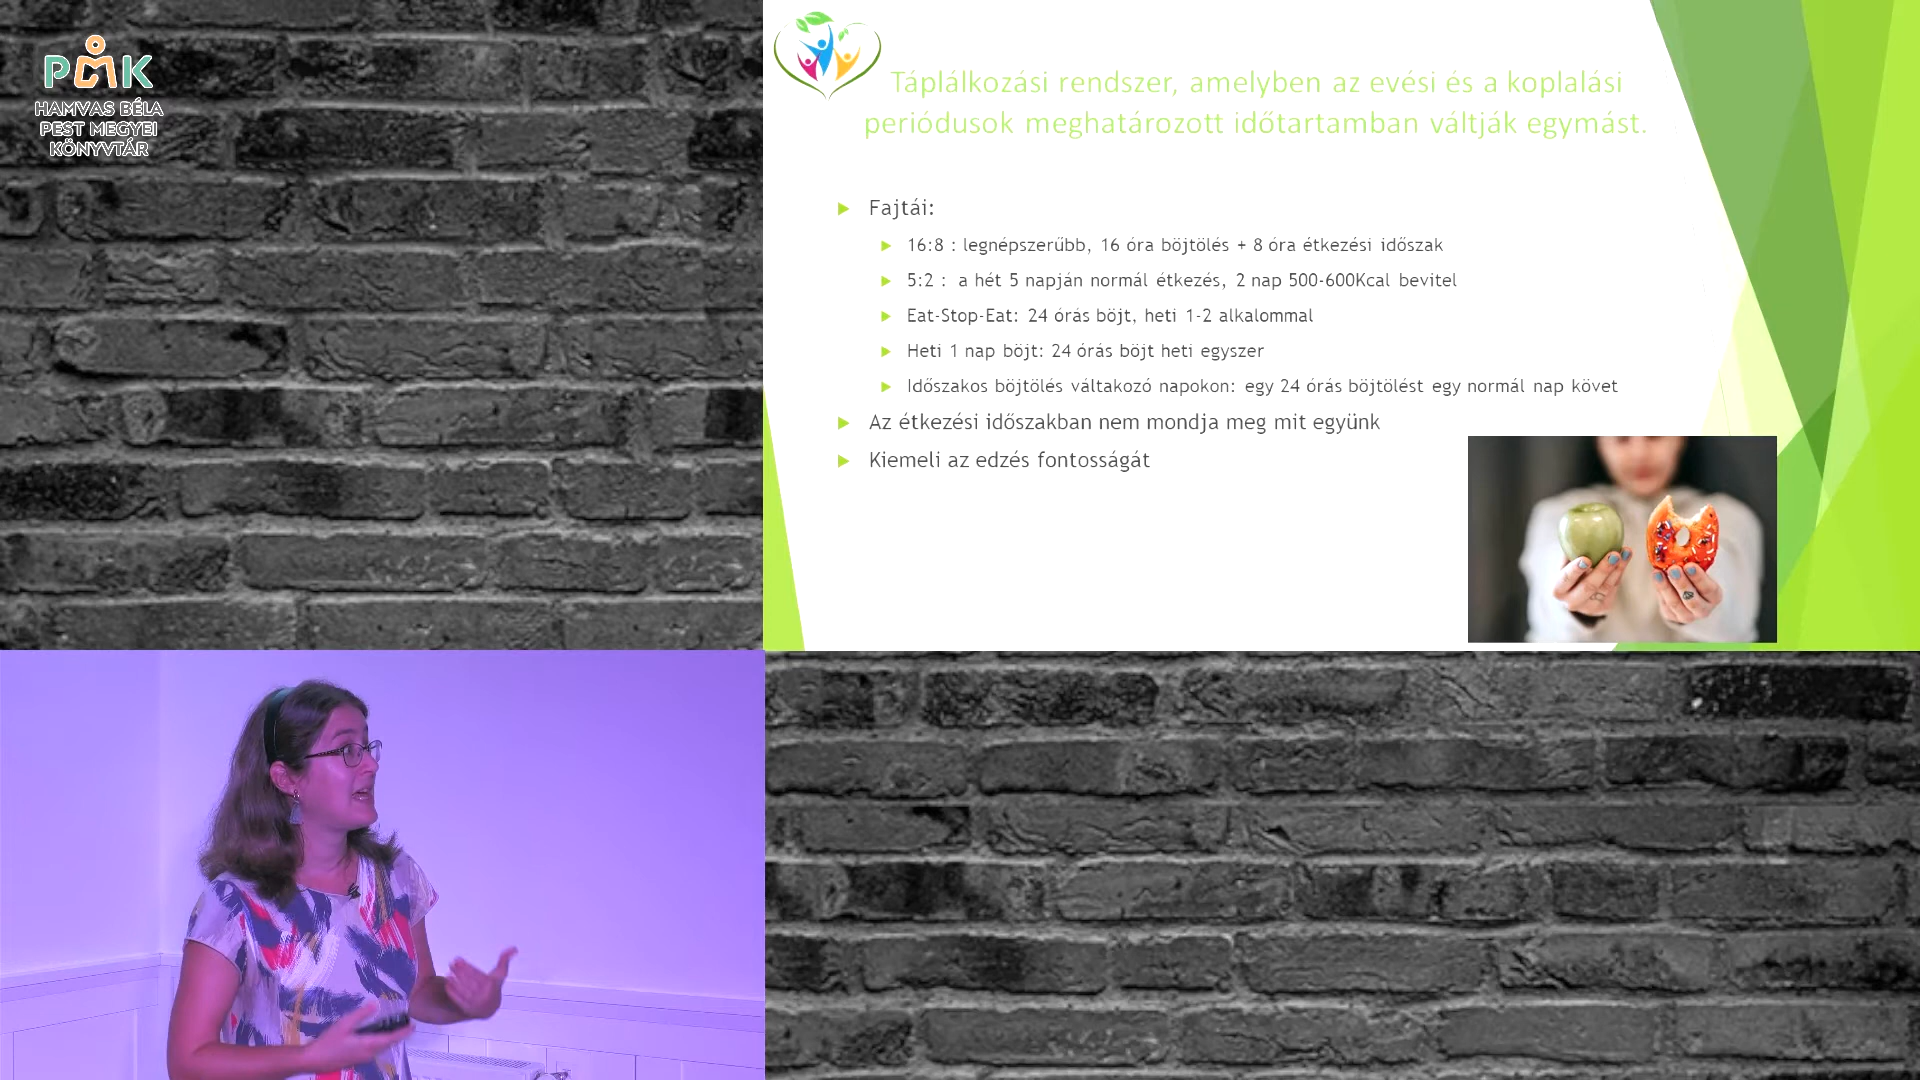 PMK
HAMVAS BÉLA
PEST MEGYEI
KÖNYVTÁR
Táplálkozási rendszer, amelyben az evési és a koplalási
periódusok meghatározott időtartamban váltják egymást.
Fajtái:
16:8 : legnépszerűbb, 16 óra böjtölés + 8 óra étkezési időszak
5:2 : a hét 5 napján normál étkezés, 2 nap 500-600Kcal bevitel
Eat-Stop-Eat: 24 órás böjt, heti 1-2 alkalommal
Heti 1 nap böjt: 24 órás böjt heti egyszer
Időszakos böjtölés váltakozó napokon: egy 24 órás böjtölést egy normál nap követ
Az étkezési időszakban nem mondja meg mit együnk
Kiemeli az edzés fontosságát